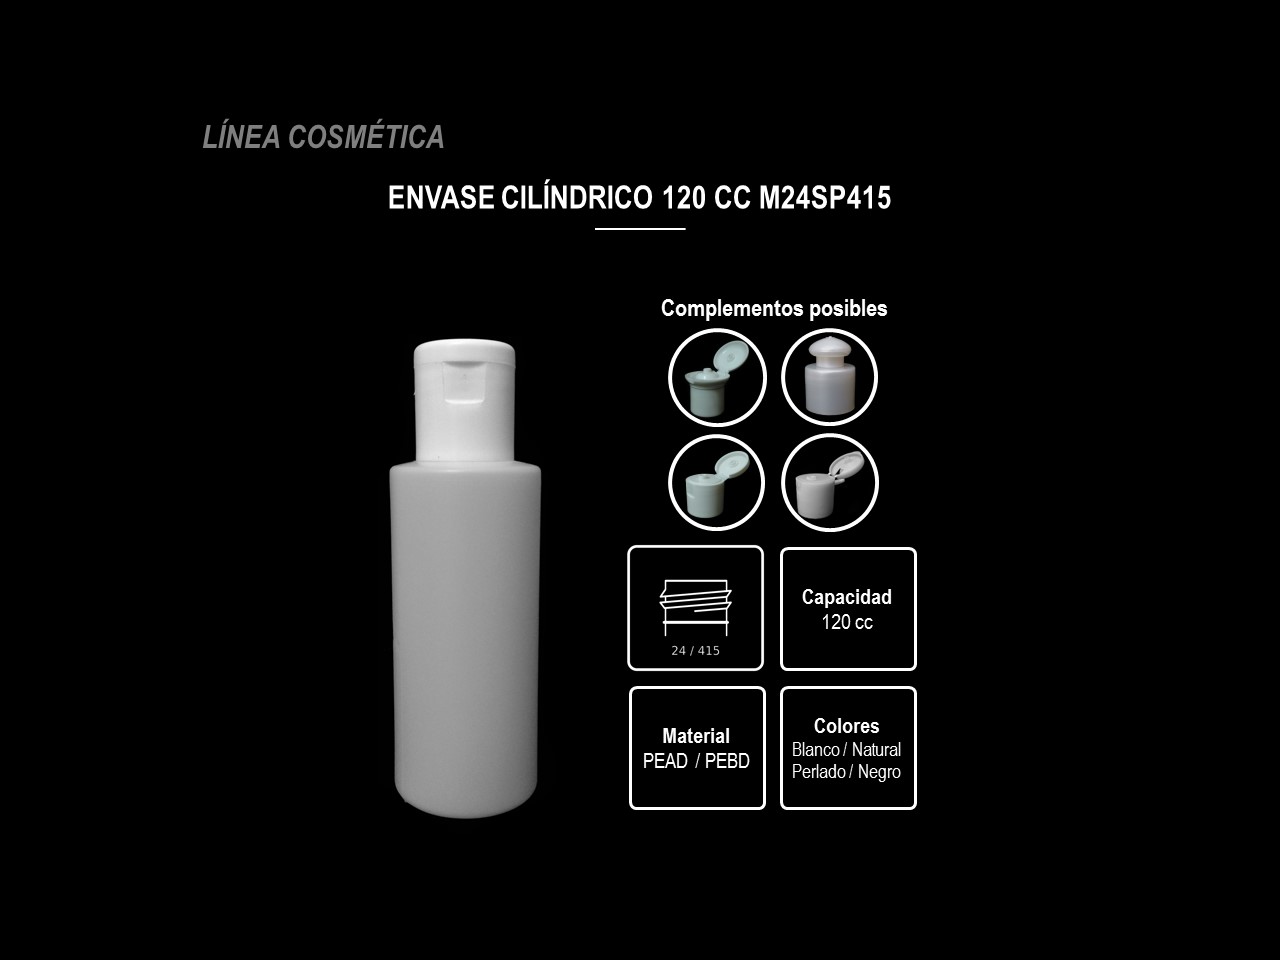 LÍNEA COSMÉTICA
ENVASE CILÍNDRICO 120 CC M24SP415
Complementos posibles
24 / 415
Capacidad
120 cc
Material
PEAD / PEBD
Colores
Blanco / Natural
Perlado / Negro